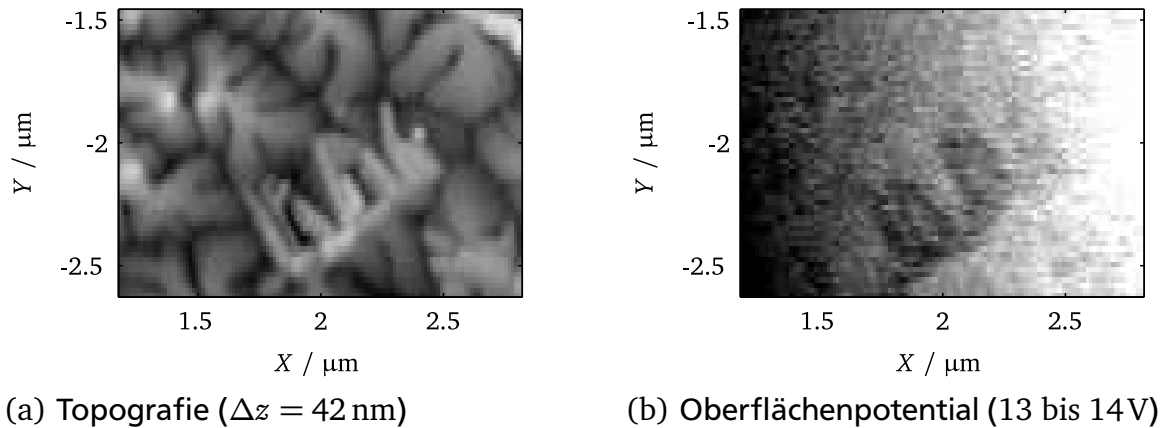 -1.5
-2
-2.5
Y / µm
1.5 2 2.5
X / µm
(a) Topografie (Δz = 42 nm)
-1.5
-2
-2.5
Y / µm
1.5 2 2.5
X / µm
(b) Oberflächenpotential (13 bis 14 V)